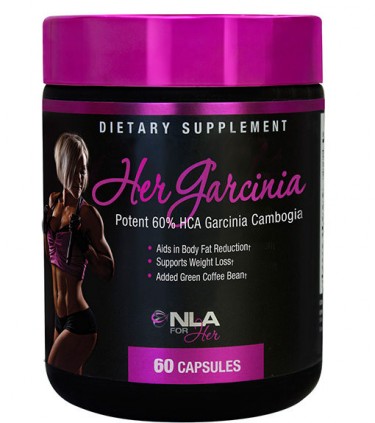 DIETARY SUPPLEMENT
Her Garcinia
Potent 60% HCA Garcinia Cambogia
• Aids in Body Fat Reduction†
• Supports Weight Loss†
• Added Green Coffee Bean†
NLA
FOR Her
60 CAPSULES